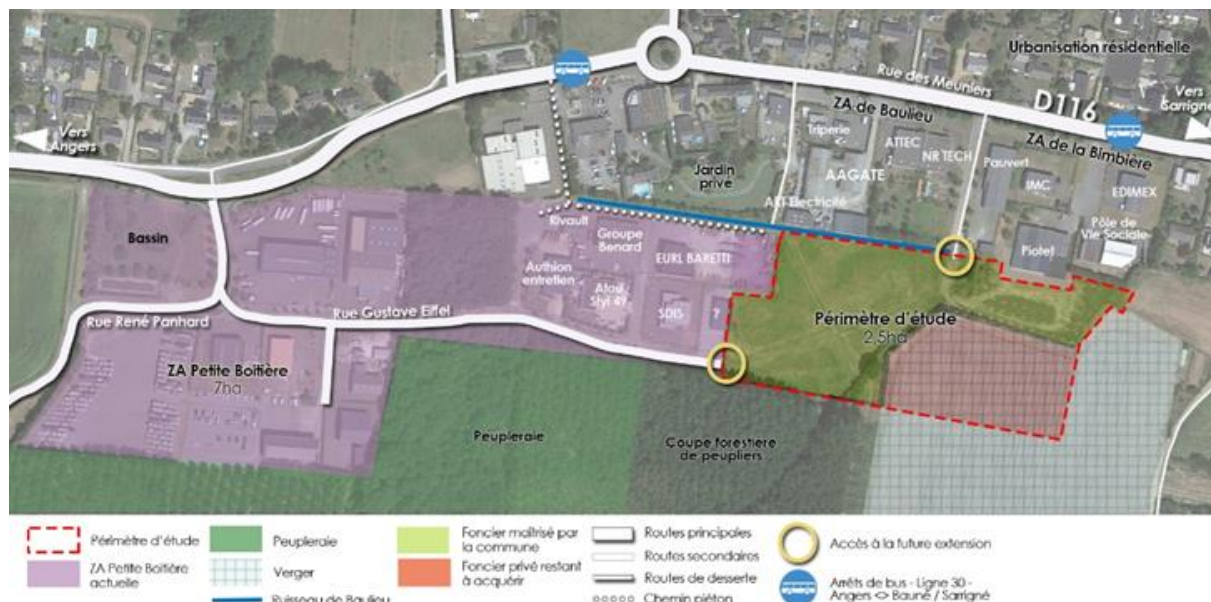 Urbanisation résidentielle
Rue des Meuniers
Vers
Sarrigné
D116
ZA de Baulieu
ZA de la Bimbière
Vers
Angers
Triperie
ATTEC
NR TECH
Pauvert
Jardin
privé
AAGATE
IMC
EDIMEX
Pôle de
Vie Sociale
Piolet
Bassin
Rivault
Groupe
Benard
EURL BARETTI
Authion
entretien
SDIS
?
Rue Gustave Eiffel
Rue René Panhard
Périmètre d'étude
2,5ha
ZA Petite Boitière
7ha
Peupleraie
Coupe forestière
de peupliers
Périmètre d'étude
ZA Petite Boitière
actuelle
Peupleraie
Verger
Ruisseau de Baulieu
Foncier maîtrisé par
la commune
Foncier privé restant
à acquérir
Routes principales
Routes secondaires
Routes de desserte
Chemin piéton
Accès à la future extension
Arrêts de bus - Ligne 30 -
Angers <> Bauné / Sarrigné